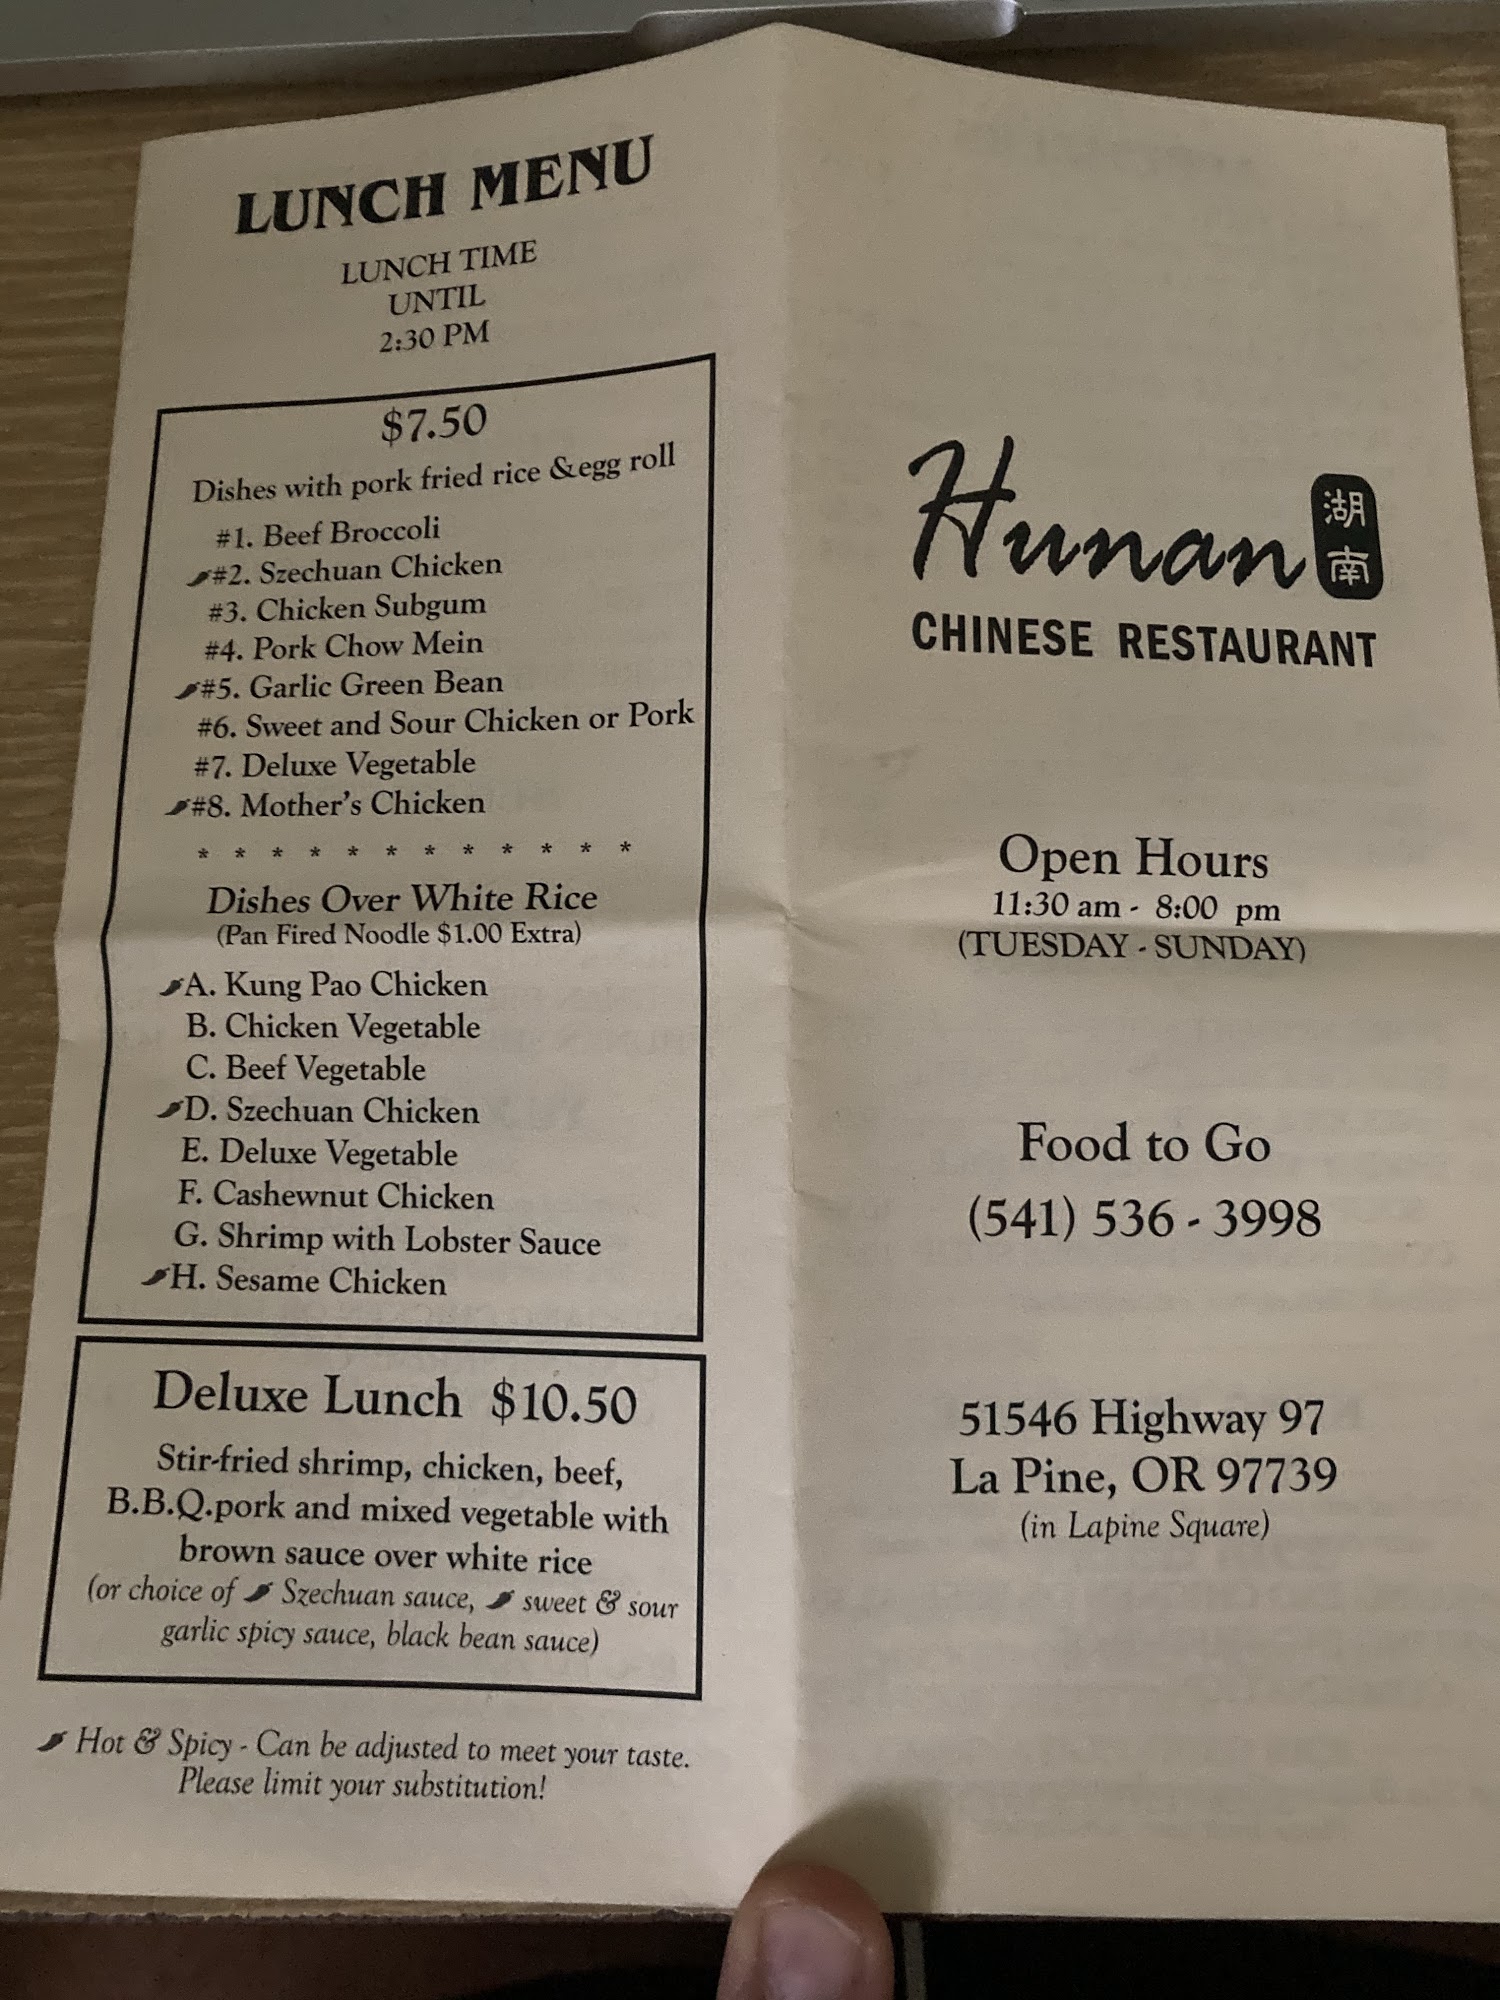 LUNCH MENU
LUNCH TIME
UNTIL
2:30 PM
$7.50
Dishes with pork fried rice &egg roll
#1. Beef Broccoli
#2. Szechuan Chicken
#3. Chicken Subgum
#4. Pork Chow Mein
#5. Garlic Green Bean
#6. Sweet and Sour Chicken or Pork
#7. Deluxe Vegetable
#8. Mother's Chicken
* * * * * * * * * * * *
Dishes Over White Rice
(Pan Fired Noodle $1.00 Extra)
A. Kung Pao Chicken
B. Chicken Vegetable
C. Beef Vegetable
D. Szechuan Chicken
E. Deluxe Vegetable
F. Cashewnut Chicken
G. Shrimp with Lobster Sauce
H. Sesame Chicken
Deluxe Lunch $10.50
Stir-fried shrimp, chicken, beef,
B.B.Q.pork and mixed vegetable with
brown sauce over white rice
(or choice of Szechuan sauce, sweet & sour
garlic spicy sauce, black bean sauce)
Hot & Spicy - Can be adjusted to meet your taste.
Please limit your substitution!
Hunan
湖南
CHINESE RESTAURANT
Open Hours
11:30 am - 8:00 pm
(TUESDAY - SUNDAY)
Food to Go
(541) 536 - 3998
51546 Highway 97
La Pine, OR 97739
(in Lapine Square)